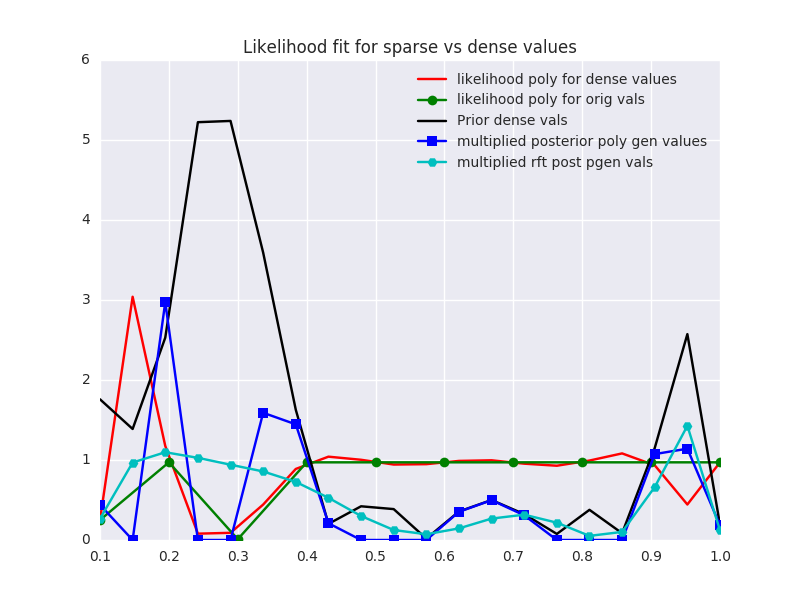 Likelihood fit for sparse vs dense values
6
5
4
3
2
1
0
likelihood poly for dense values
likelihood poly for orig vals
Prior dense vals
multiplied posterior poly gen values
multiplied rft post pgen vals
0.1 0.2 0.3 0.4 0.5 0.6 0.7 0.8 0.9 1.0